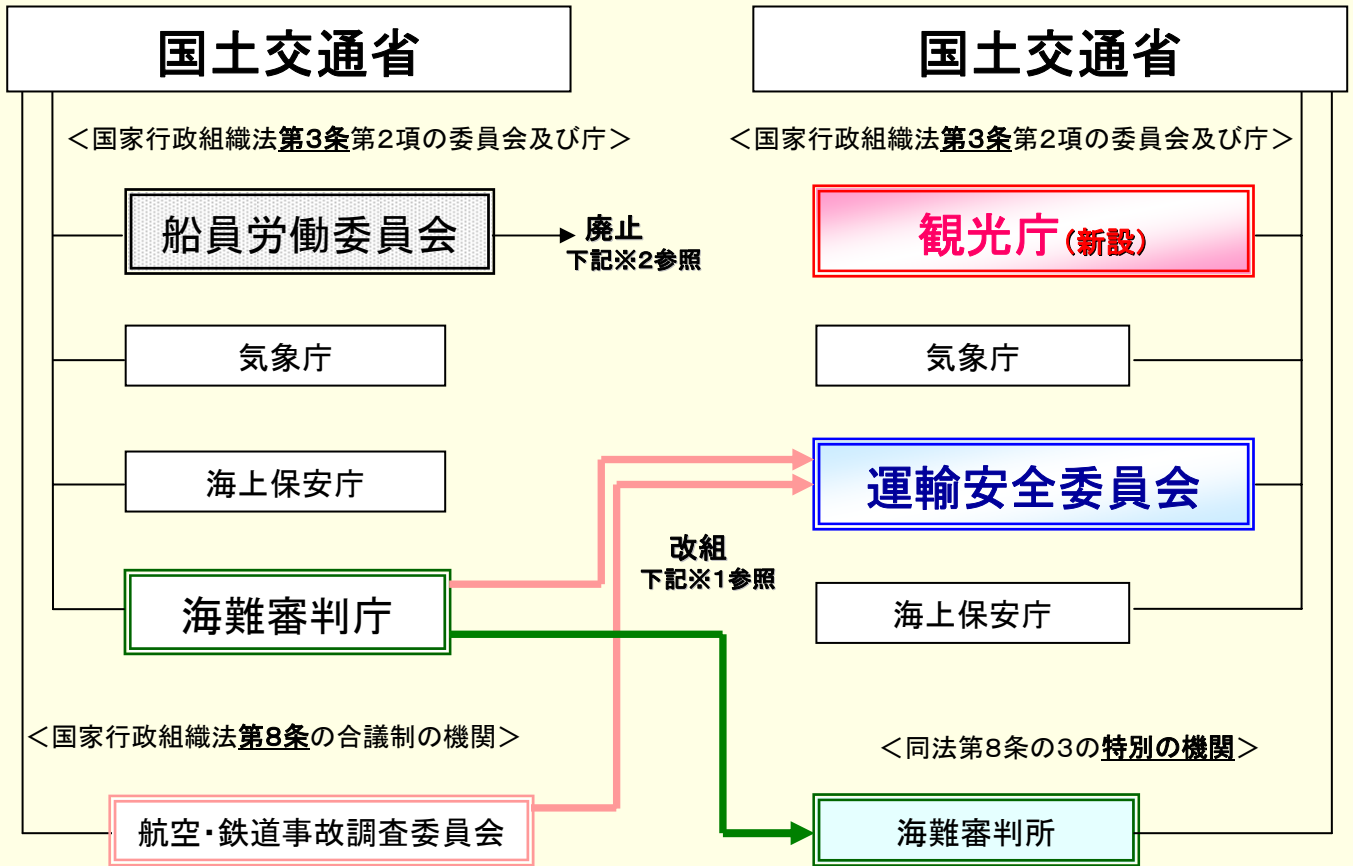 国土交通省
＜国家行政組織法第3条第2項の委員会及び庁＞
船員労働委員会
廃止
下記※2参照
気象庁
海上保安庁
海難審判庁
改組
下記※1参照
＜国家行政組織法第8条の合議制の機関＞
航空・鉄道事故調査委員会
国土交通省
＜国家行政組織法第3条第2項の委員会及び庁＞
観光庁(新設)
気象庁
運輸安全委員会
海上保安庁
＜同法第8条の3の特別の機関＞
海難審判所